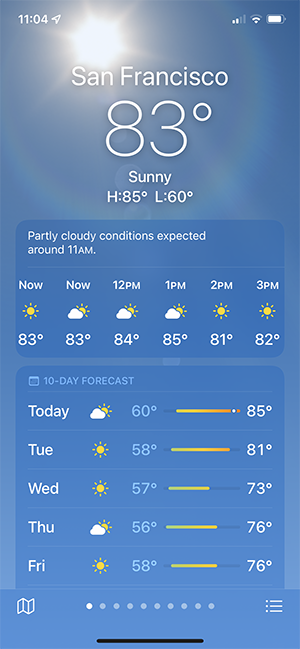 11:04
San Francisco
83°
Sunny
H:85° L:60°
Partly cloudy conditions expected
around 11AM.
Now Now 12PM 1PM 2PM 3PM
83° 83° 84° 85° 81° 82°
10-DAY FORECAST
Today 60° 85°
Tue 58° 81°
Wed 57° 73°
Thu 56° 76°
Fri 58° 76°